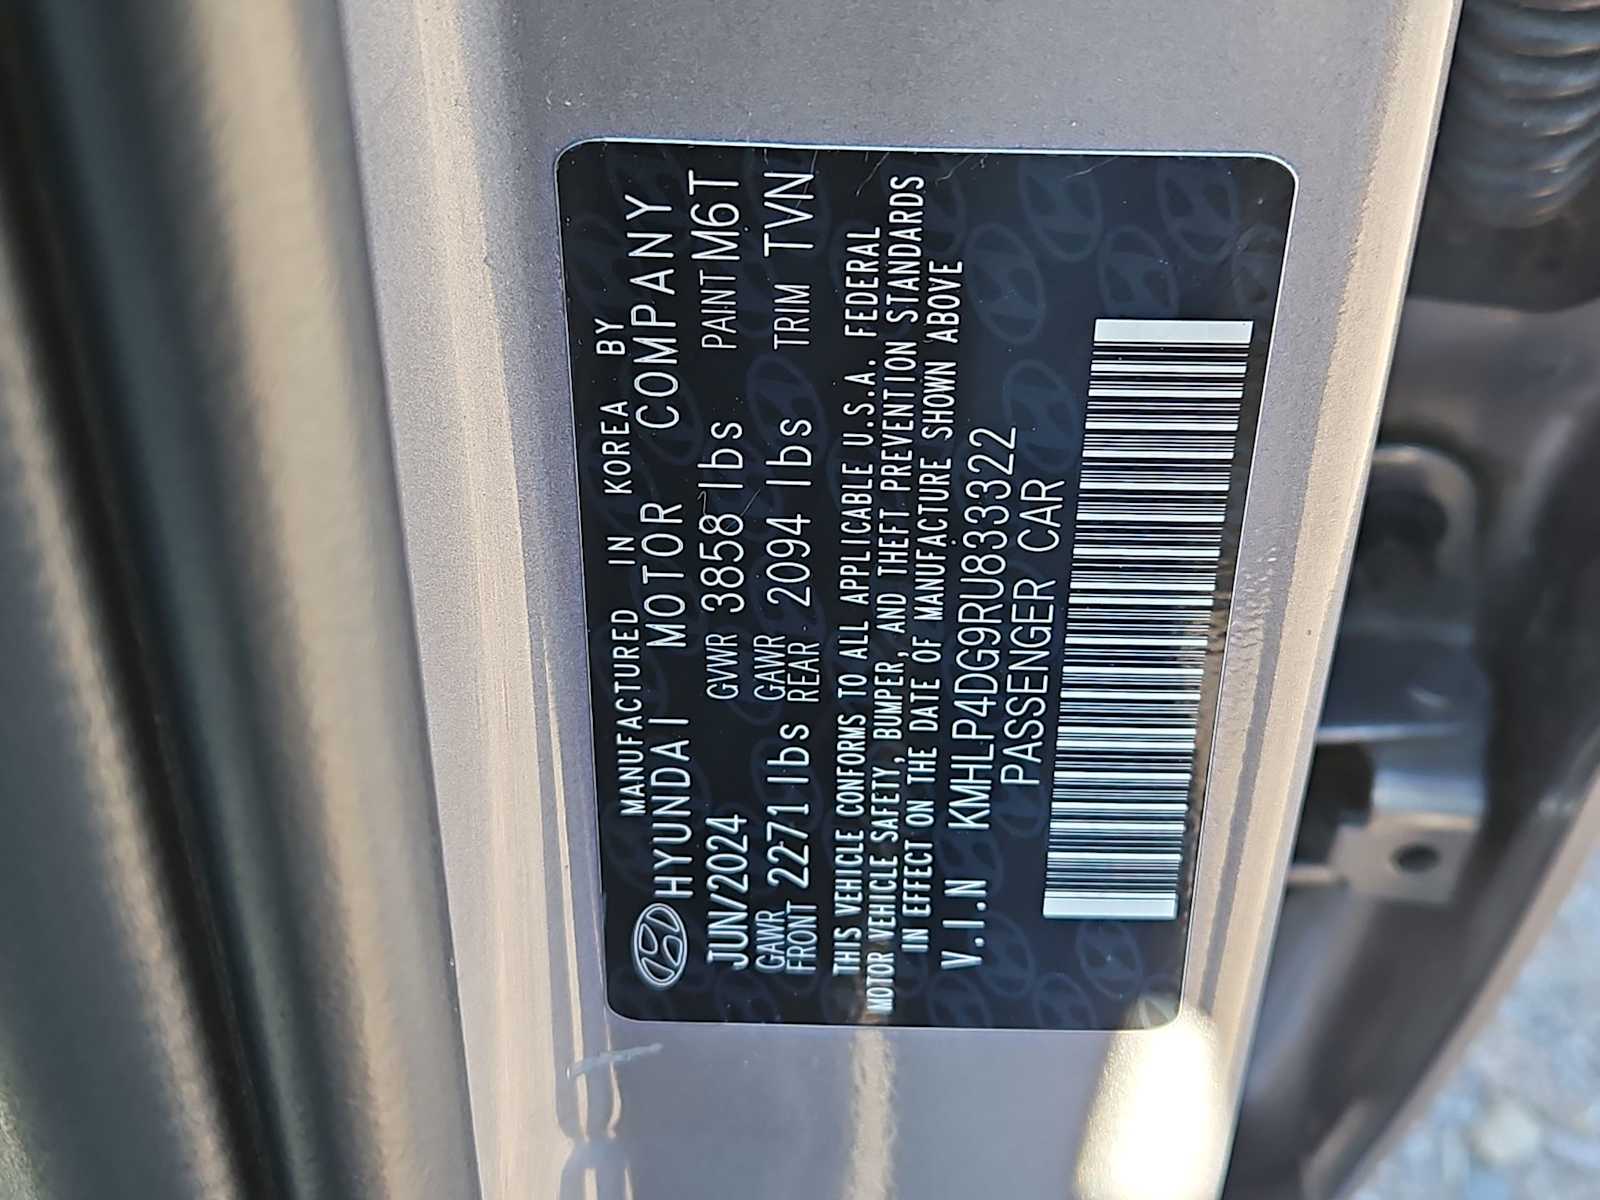 MANUFACTURED IN KOREA BY
HYUNDAI MOTOR COMPANY
JUN/2024 GVWR 3858 lbs PAINT M6T
GAWR FRONT 2271 lbs GAWR REAR 2094 lbs TRIM TVN
THIS VEHICLE CONFORMS TO ALL APPLICABLE U.S.A. FEDERAL
MOTOR VEHICLE SAFETY, BUMPER, AND THEFT PREVENTION STANDARDS
IN EFFECT ON THE DATE OF MANUFACTURE SHOWN ABOVE
V.I.N KMHLP4DG9RU833322
PASSENGER CAR